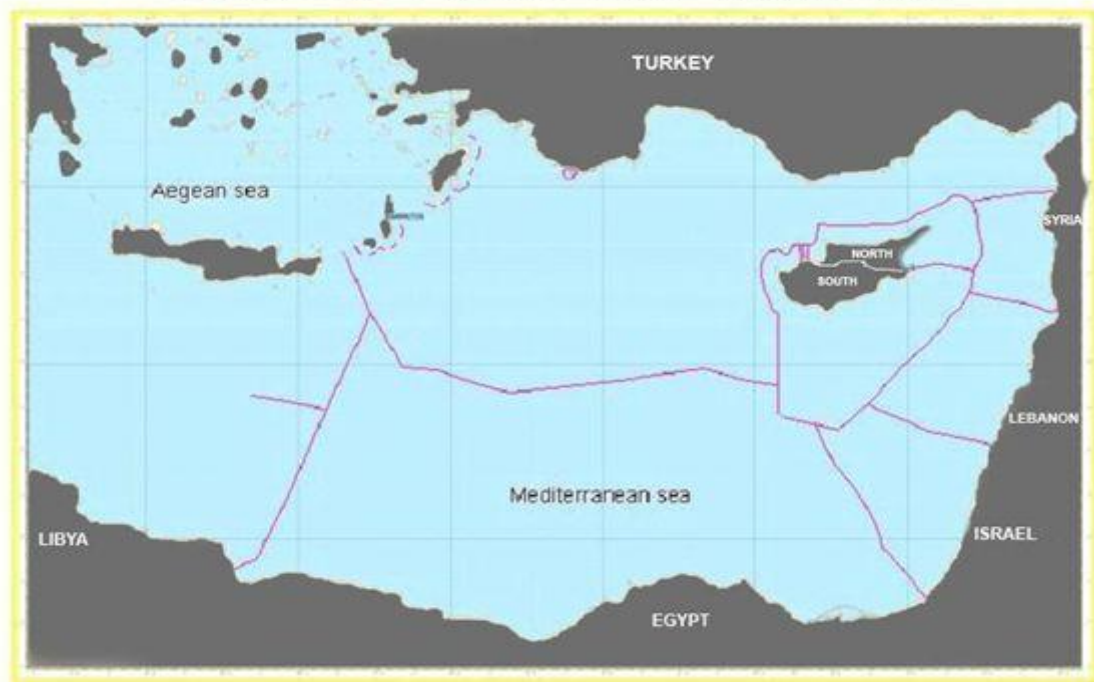 TURKEY
Aegean sea
SYRIA
NORTH
SOUTH
LEBANON
Mediterranean sea
LIBYA
ISRAEL
EGYPT